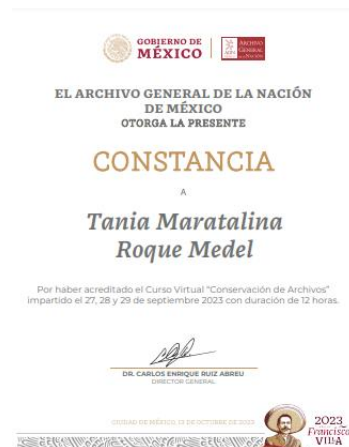 GOBIERNO DE
MÉXICO
AGN
ARCHIVO
GENERAL
DE LA NACIÓN
EL ARCHIVO GENERAL DE LA NACIÓN
DE MÉXICO
OTORGA LA PRESENTE
CONSTANCIA
A
Tania Maratalina
Roque Medel
Por haber acreditado el Curso Virtual "Conservación de Archivos"
impartido el 27, 28 y 29 de septiembre 2023 con duración de 12 horas.
DR. CARLOS ENRIQUE RUIZ ABREU
DIRECTOR GENERAL
CIUDAD DE MÉXICO, 13 DE OCTUBRE DE 2023
2023
Francisco
VILLA